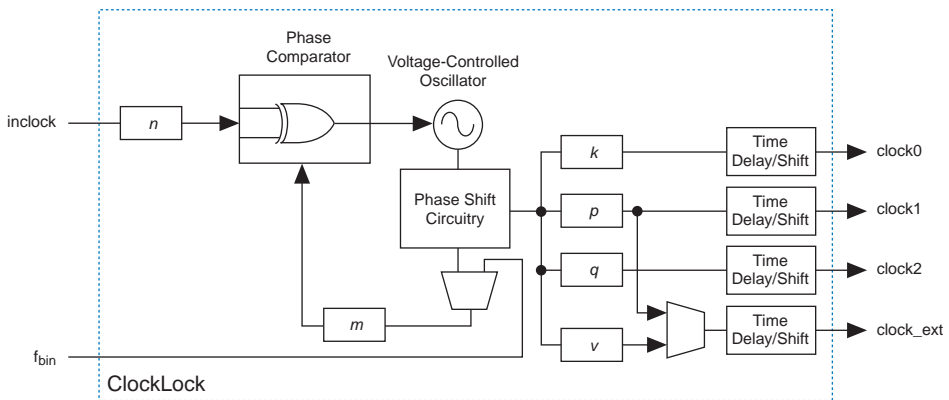 Phase
Comparator
Voltage-Controlled
Oscillator
inclock
n
k
Time
Delay/Shift
clock0
Phase Shift
Circuitry
p
Time
Delay/Shift
clock1
q
Time
Delay/Shift
clock2
m
v
Time
Delay/Shift
clock_ext
fbin
ClockLock